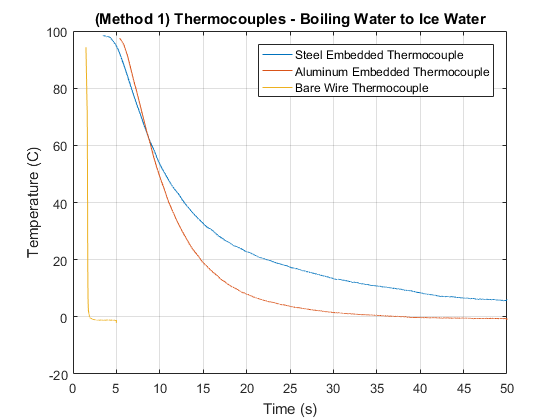 (Method 1) Thermocouples - Boiling Water to Ice Water
Steel Embedded Thermocouple
Aluminum Embedded Thermocouple
Bare Wire Thermocouple
Temperature (C)
100
80
60
40
20
0
-20
0 5 10 15 20 25 30 35 40 45 50
Time (s)